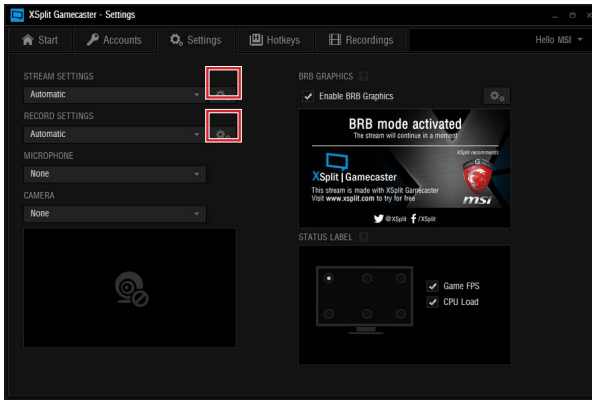 XSplit Gamecaster - Settings
Start
Accounts
Settings
Hotkeys
Recordings
Hello MSI
STREAM SETTINGS
Automatic
RECORD SETTINGS
Automatic
MICROPHONE
None
CAMERA
None
BRB GRAPHICS
Enable BRB Graphics
BRB mode activated
The stream will continue in a moment
XSplit recommends
XSplit | Gamecaster
This stream is made with XSplit Gamecaster
Visit www.xsplit.com to try for free
msi
@XSplit /XSplit
STATUS LABEL
Game FPS
CPU Load